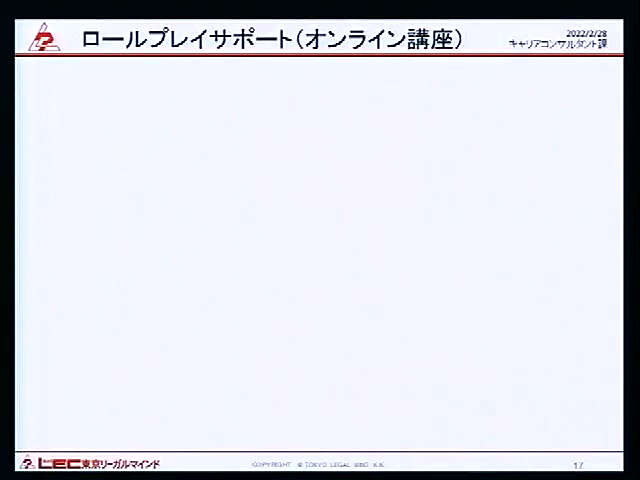 ロールプレイサポート(オンライン講座)
2022/2/28
キャリアコンサルタント課
LEC東京リーガルマインド
COPYRIGHT © TOKYO LEGAL MIND K.K.
17